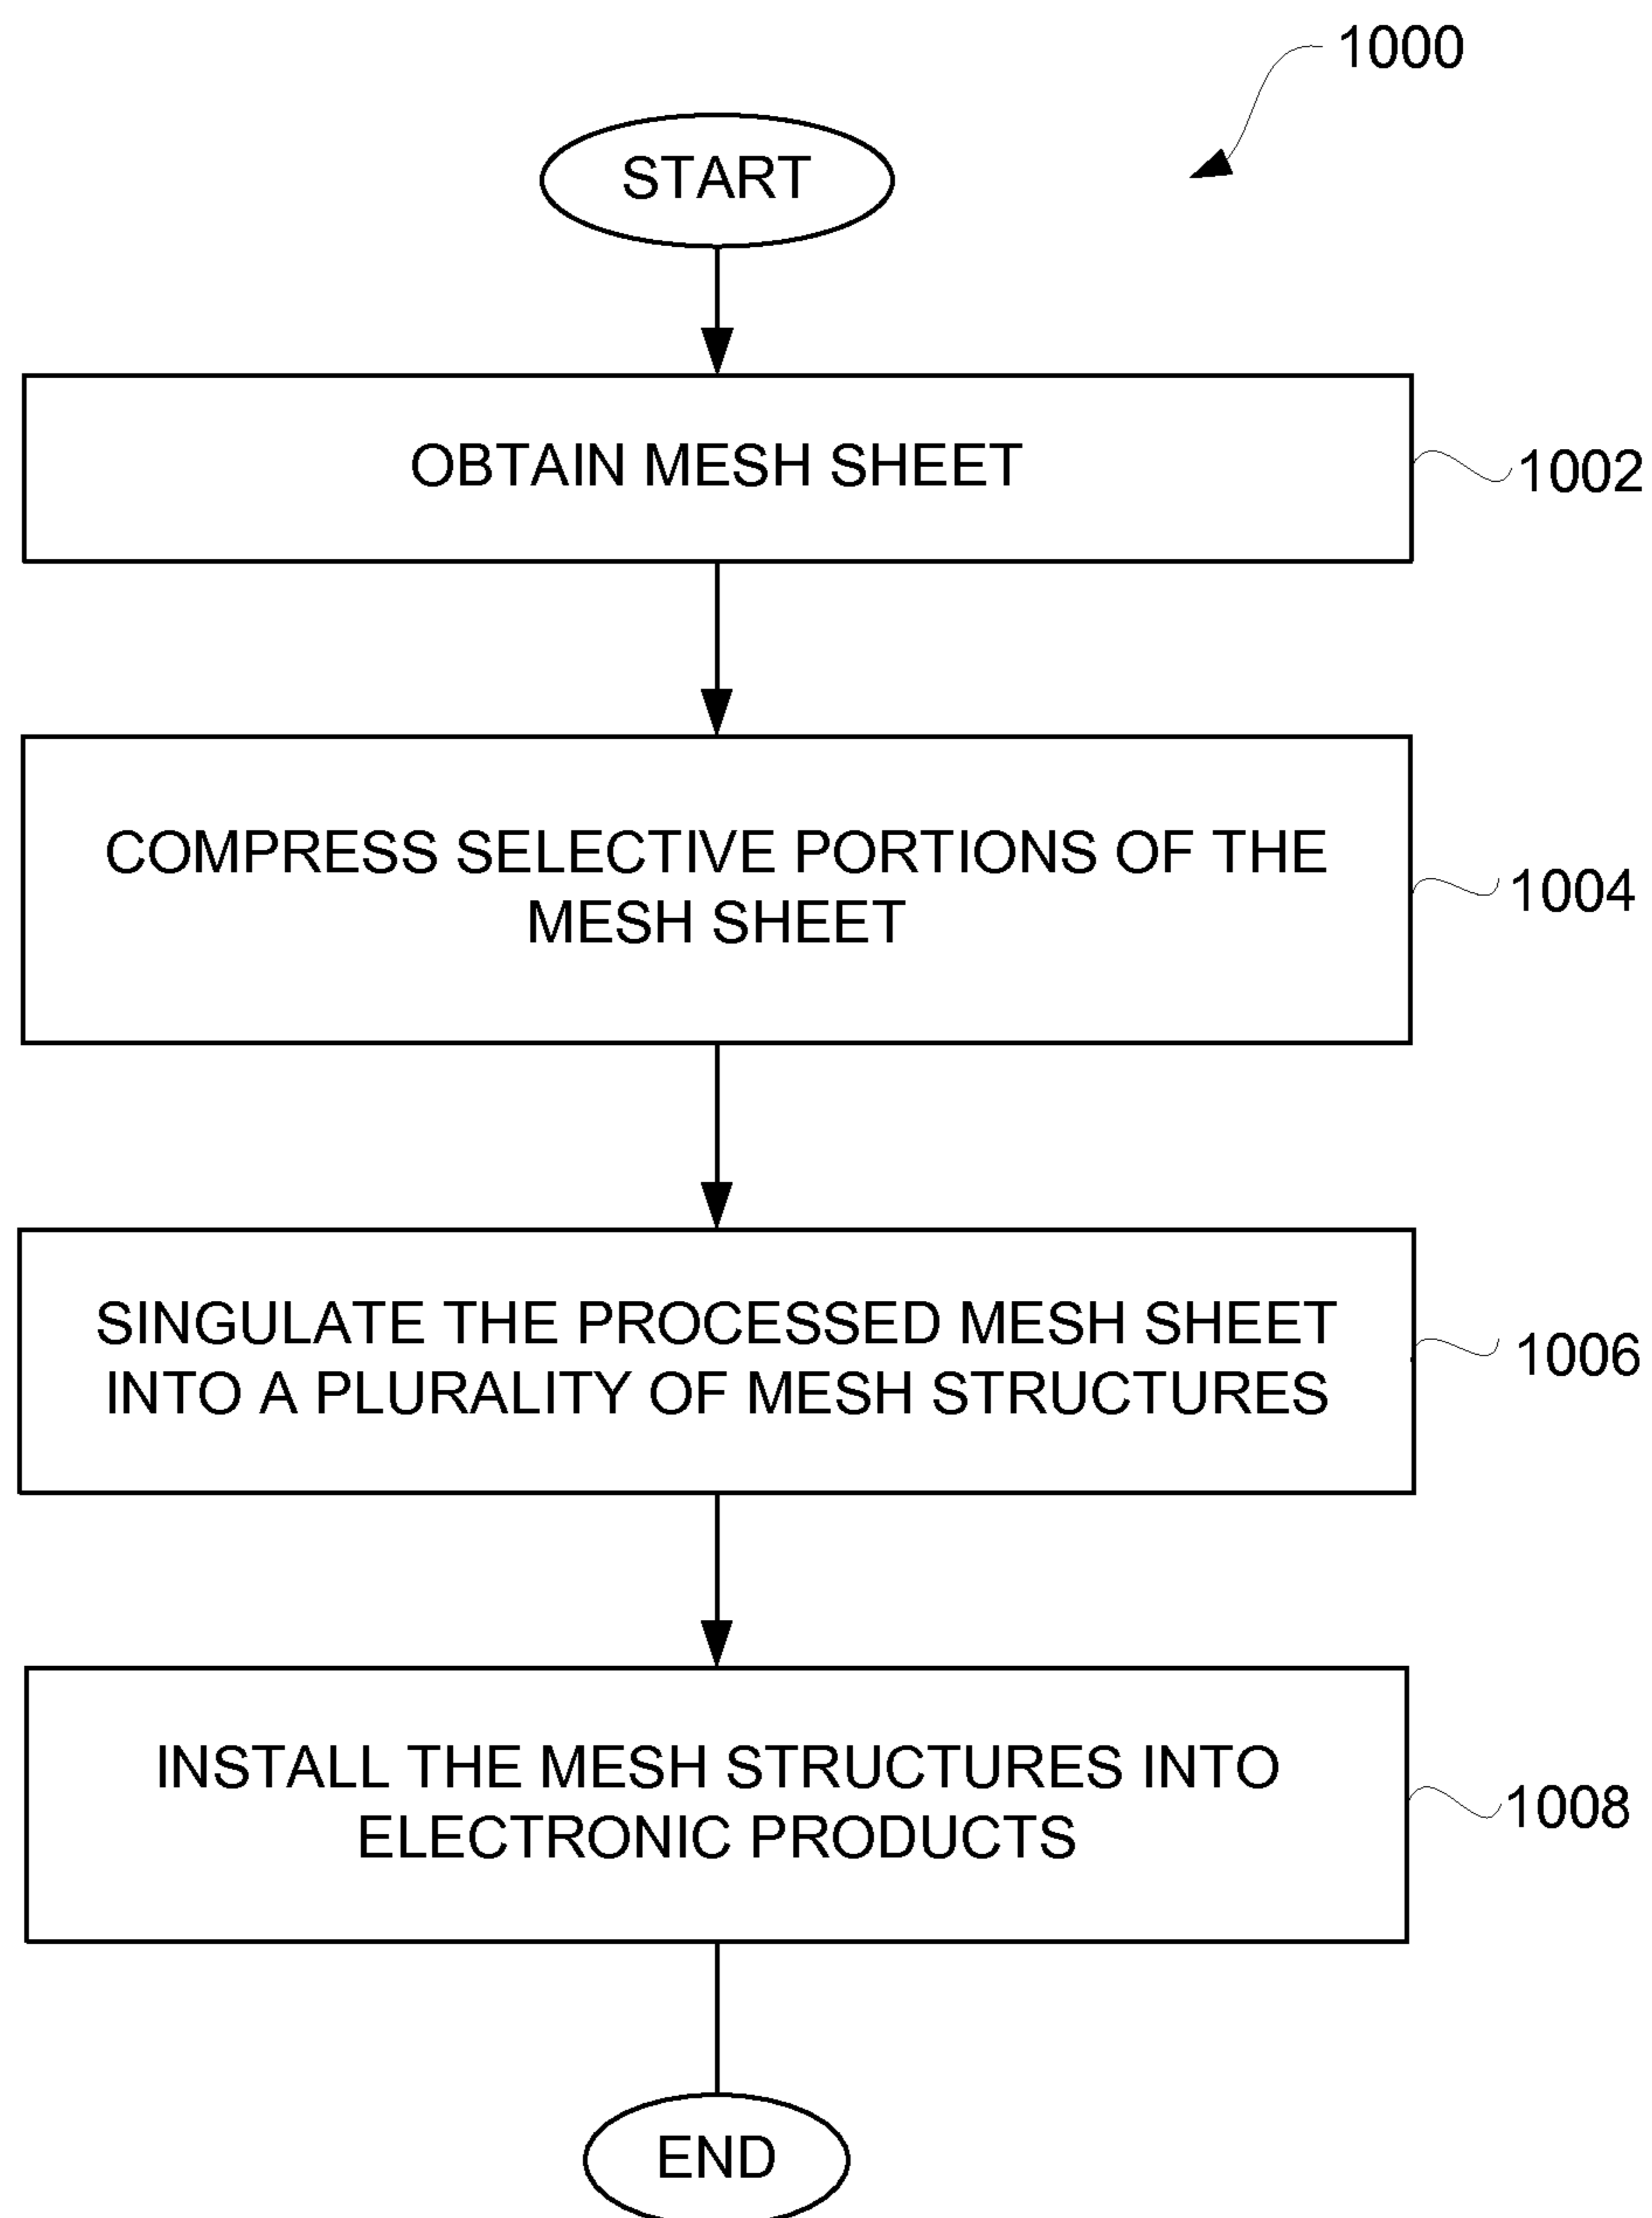 1000
START
OBTAIN MESH SHEET
1002
COMPRESS SELECTIVE PORTIONS OF THE
MESH SHEET
1004
SINGULATE THE PROCESSED MESH SHEET
INTO A PLURALITY OF MESH STRUCTURES
1006
INSTALL THE MESH STRUCTURES INTO
ELECTRONIC PRODUCTS
1008
END